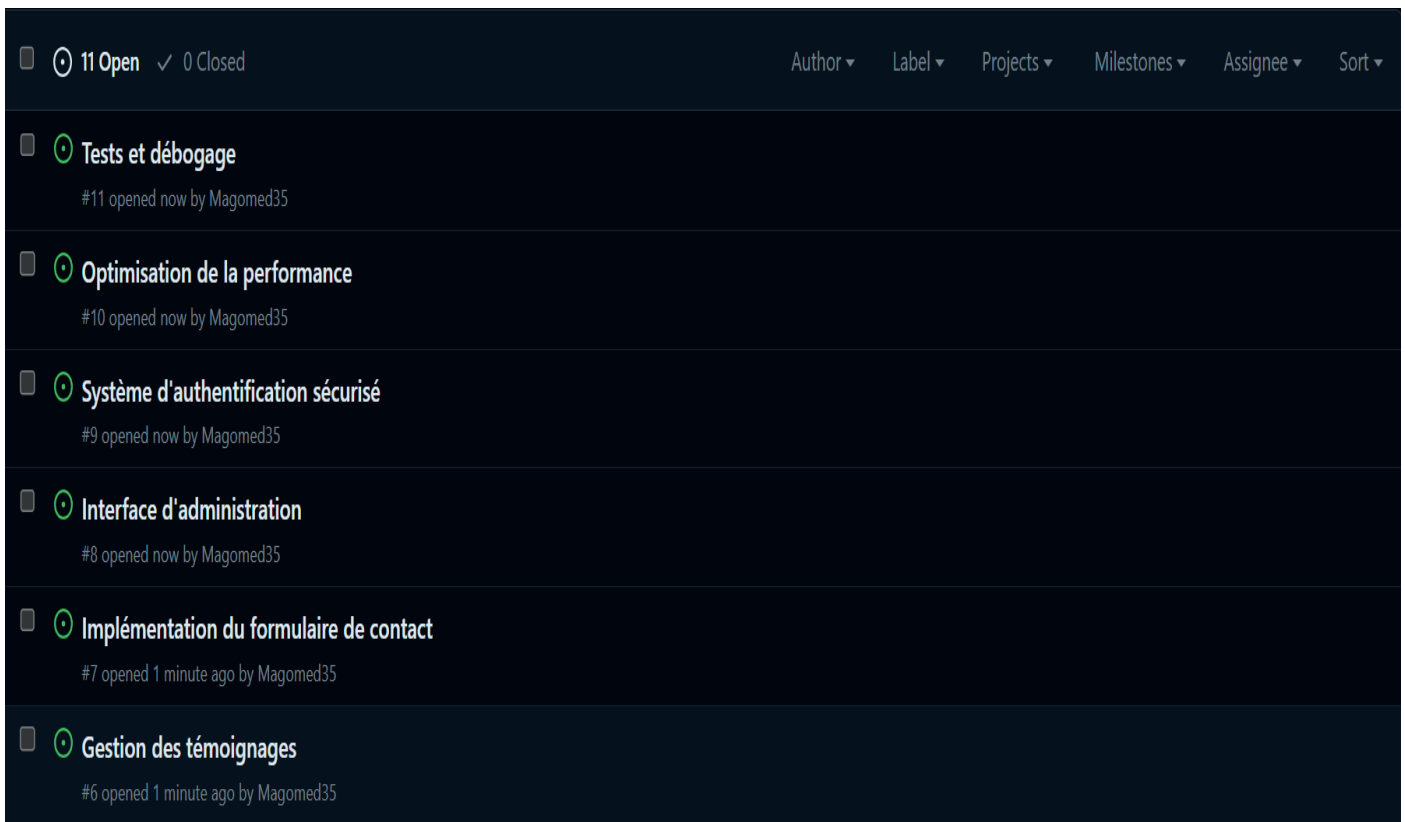 11 Open 0 Closed Author Label Projects Milestones Assignee Sort
Tests et débogage
#11 opened now by Magomed35
Optimisation de la performance
#10 opened now by Magomed35
Système d'authentification sécurisé
#9 opened now by Magomed35
Interface d'administration
#8 opened now by Magomed35
Implémentation du formulaire de contact
#7 opened 1 minute ago by Magomed35
Gestion des témoignages
#6 opened 1 minute ago by Magomed35